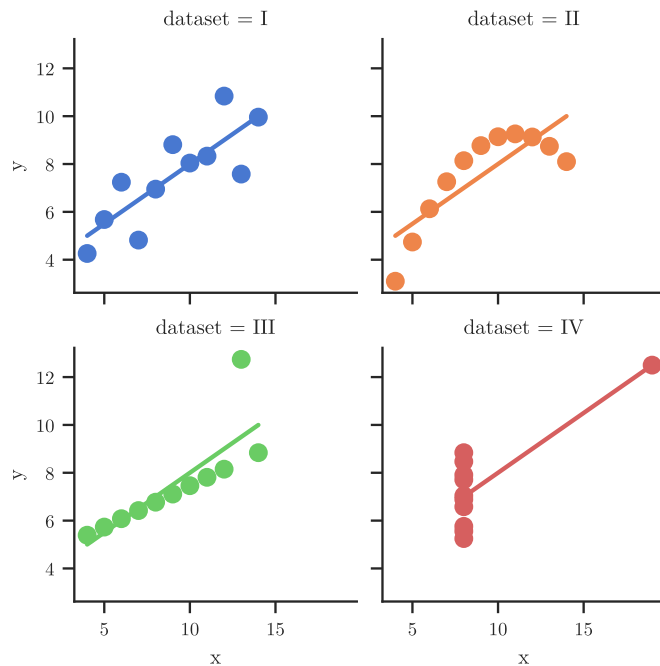 dataset = I
dataset = II
12
10
8
6
4
y
dataset = III
dataset = IV
12
10
8
6
4
y
5
10
15
5
10
15
x
x